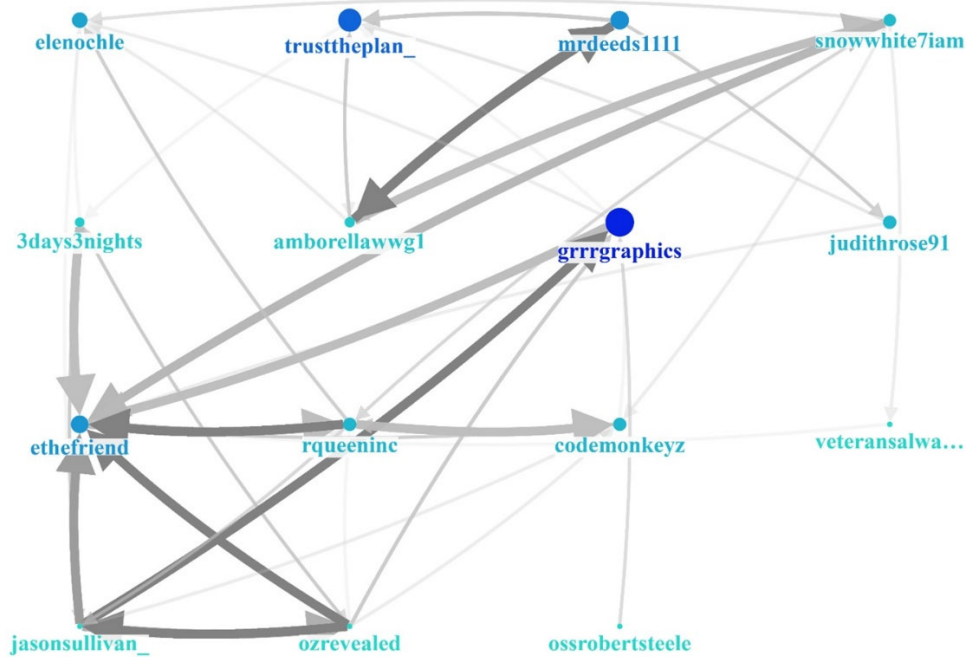 elenochle
trusttheplan_
mrdeeds1111
snowwhite7iam
3days3nights
amborellawwg1
grrrgraphics
judithrose91
ethefriend
rqueeninc
codemonkeyz
veteransalwa...
jasonsullivan_
ozrevealed
ossrobertsteele